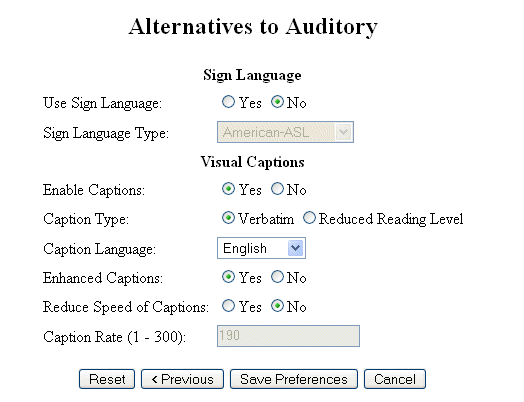 Alternatives to Auditory
Sign Language
Use Sign Language: Yes No
Sign Language Type: American-ASL
Visual Captions
Enable Captions: Yes No
Caption Type: Verbatim Reduced Reading Level
Caption Language: English
Enhanced Captions: Yes No
Reduce Speed of Captions: Yes No
Caption Rate (1 - 300): 190
Reset < Previous Save Preferences Cancel